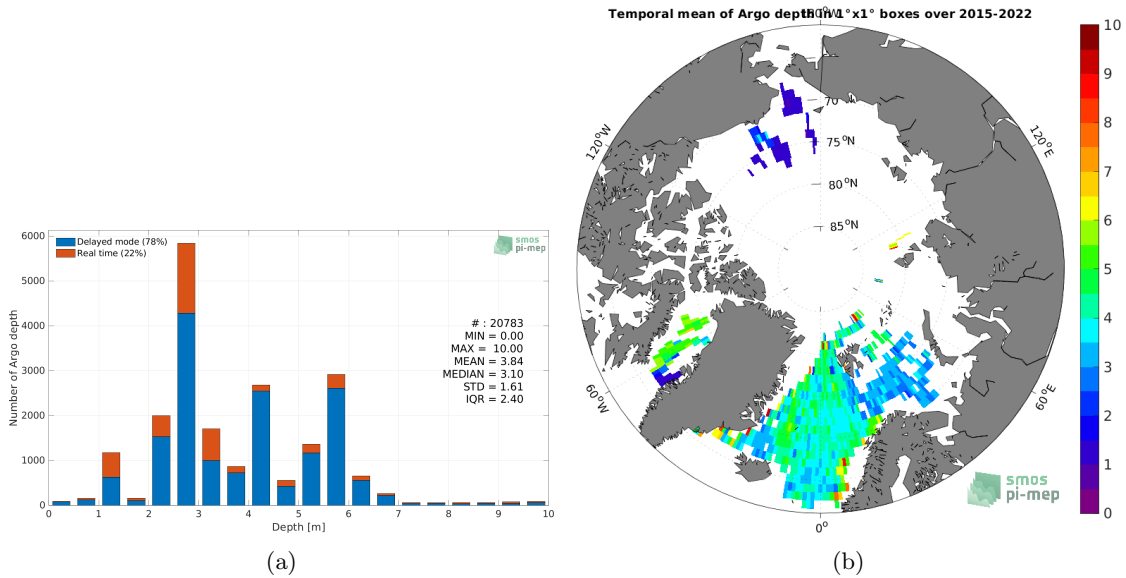 Temporal mean of Argo depth in 1°x1° boxes over 2015-2022
6000
5000
4000
3000
2000
1000
0
Number of Argo depth
Delayed mode (78%)
Real time (22%)
smos
pi-mep
# : 20783
MIN = 0.00
MAX = 10.00
MEAN = 3.84
MEDIAN = 3.10
STD = 1.61
IQR = 2.40
0 1 2 3 4 5 6 7 8 9 10
Depth [m]
(a)
120°W
120°E
70
75°N
80°N
85°N
60°W
60°E
0°
smos
pi-mep
10
9
8
7
6
5
4
3
2
1
0
(b)